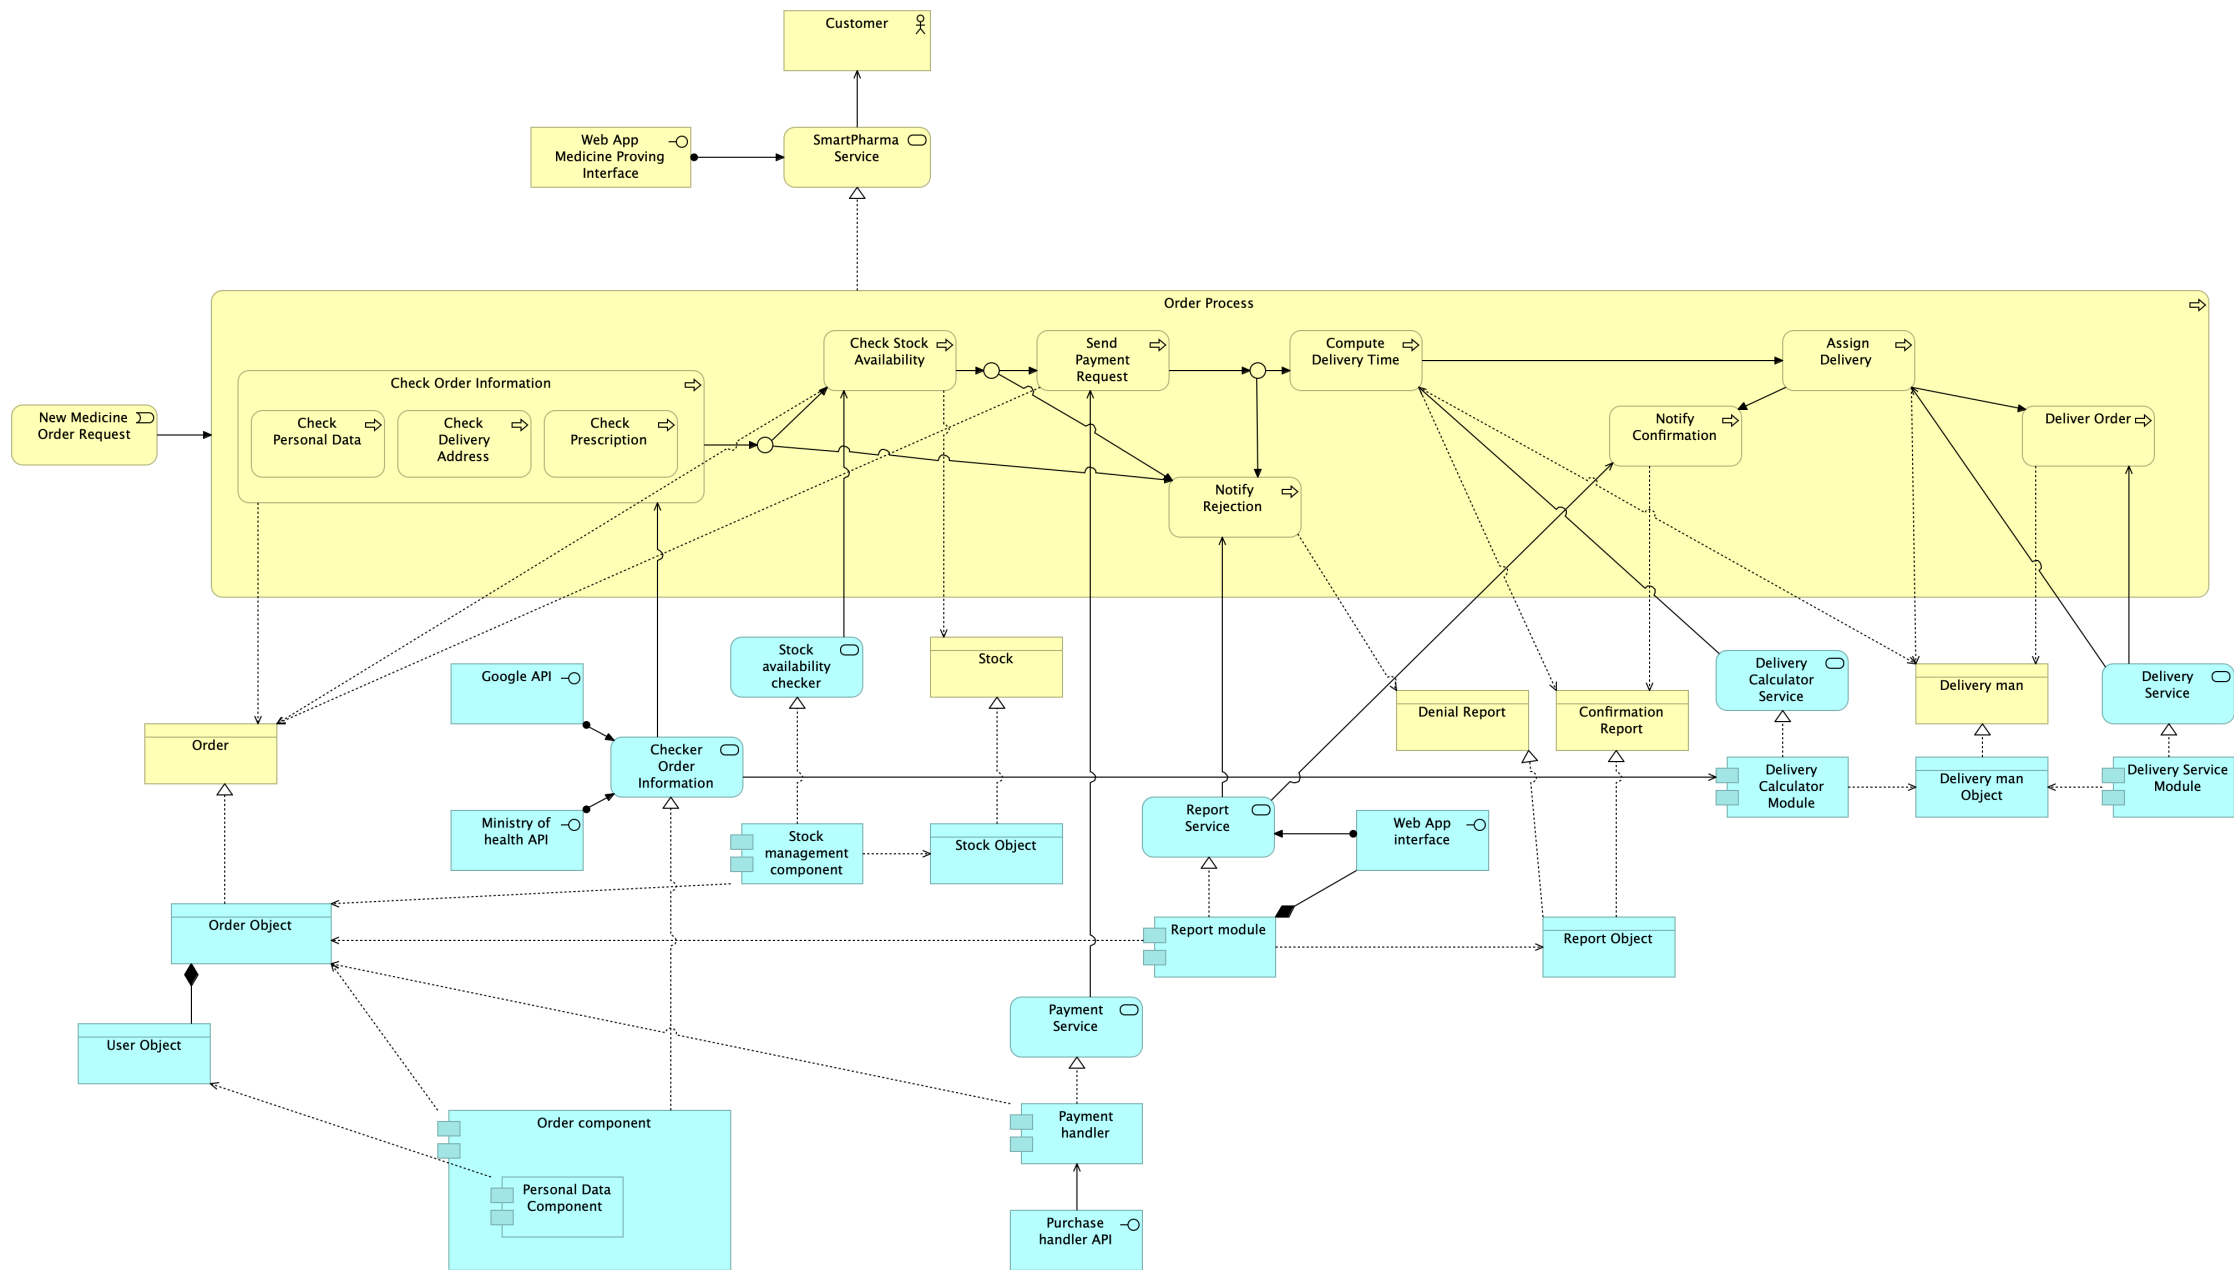 Customer
Web App
Medicine Proving
Interface
SmartPharma
Service
Order Process
Check Stock
Availability
Send
Payment
Request
Compute
Delivery Time
Assign
Delivery
Check Order Information
New Medicine
Order Request
Check
Personal Data
Check
Delivery
Address
Check
Prescription
Notify
Confirmation
Deliver Order
Notify
Rejection
Stock
availability
checker
Stock
Google API
Delivery
Calculator
Service
Delivery man
Delivery
Service
Denial Report
Confirmation
Report
Order
Checker
Order
Information
Delivery
Calculator
Module
Delivery man
Object
Delivery Service
Module
Ministry of
health API
Stock
management
component
Stock Object
Report
Service
Web App
interface
Order Object
Report module
Report Object
User Object
Payment
Service
Order component
Payment
handler
Personal Data
Component
Purchase
handler API